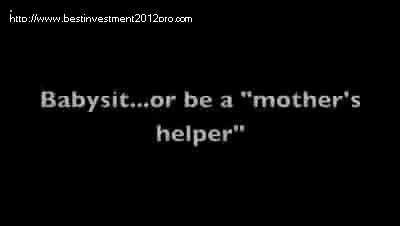 http://www.bestinvestment2012pro.com
Babysit...or be a "mother's
helper"